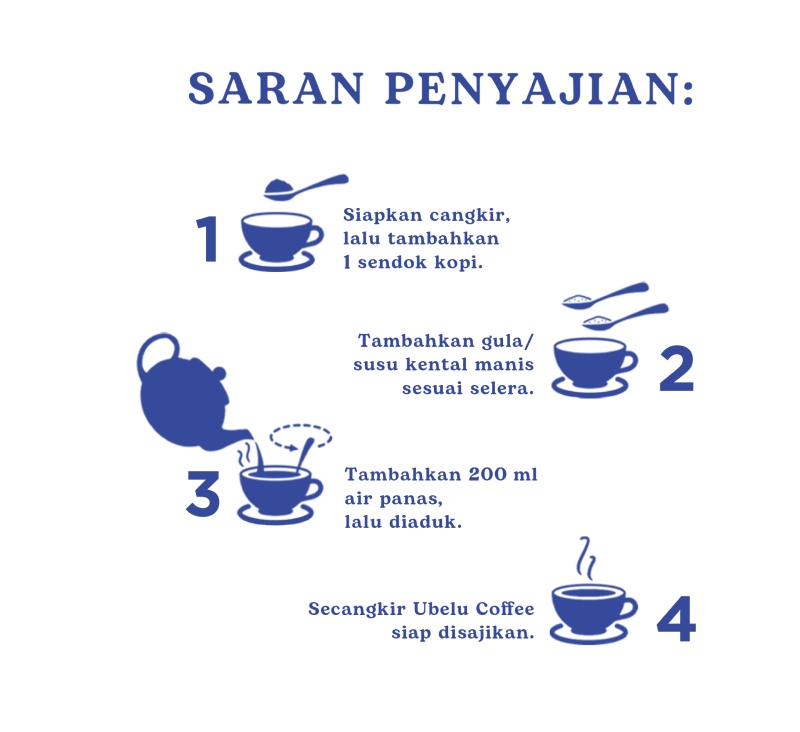 SARAN PENYAJIAN:
1
Siapkan cangkir,
lalu tambahkan
1 sendok kopi.
Tambahkan gula/
susu kental manis
sesuai selera.
2
3
Tambahkan 200 ml
air panas,
lalu diaduk.
Secangkir Ubelu Coffee
siap disajikan.
4